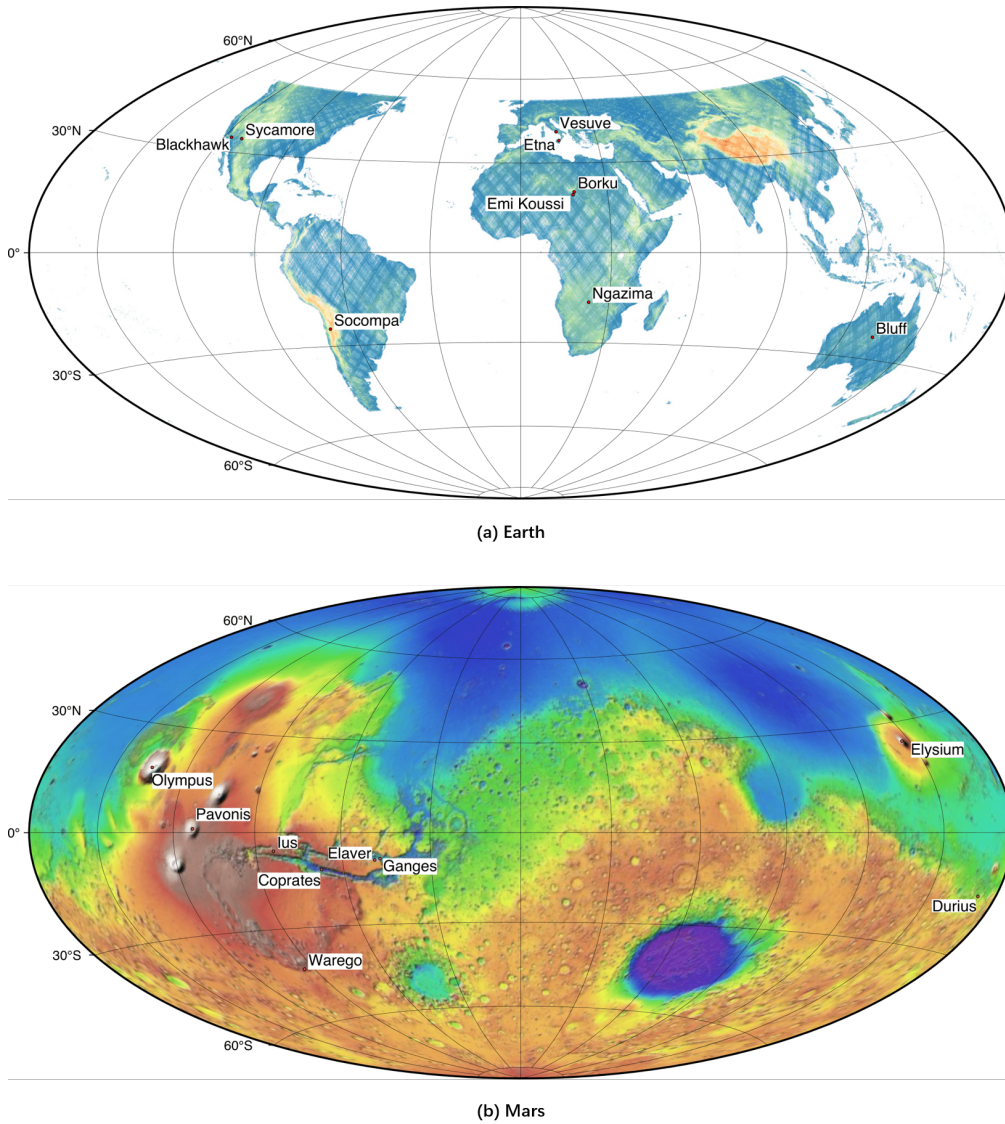 60°N
30°N
Vesuve
Sycamore
Blackhawk
Etna
Borku
Emi Koussi
0°
Ngazima
Socompa
Bluff
30°S
60°S
(a) Earth
60°N
30°N
Elysium
Olympus
Pavonis
0°
Ius
Elaver
Ganges
Coprates
Durius
Warego
30°S
60°S
(b) Mars